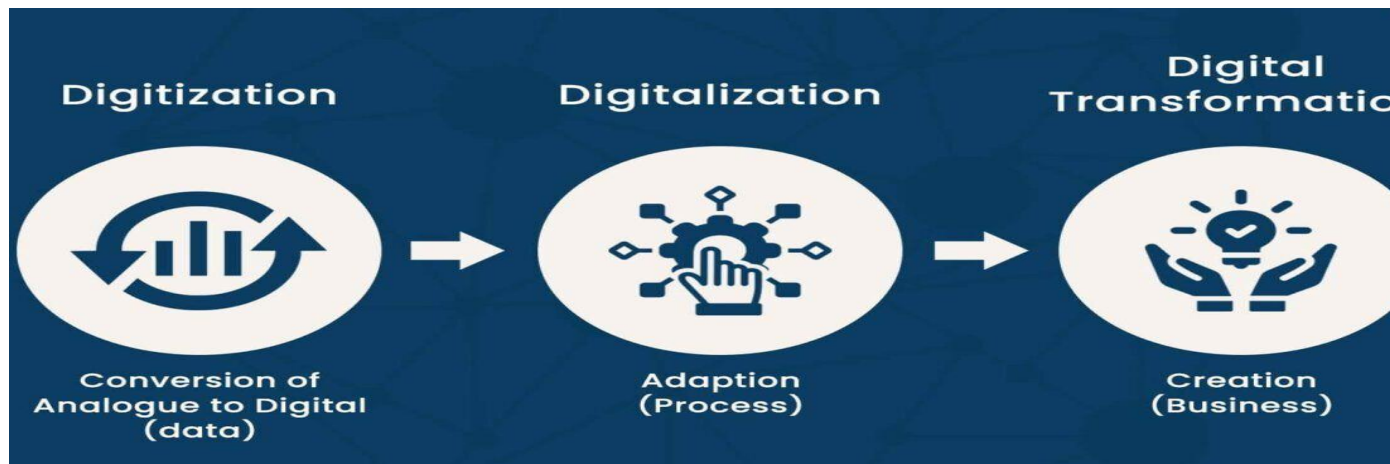 Digitization
Conversion of
Analogue to Digital
(data)
Digitalization
Adaption
(Process)
Digital
Transformatio
Creation
(Business)